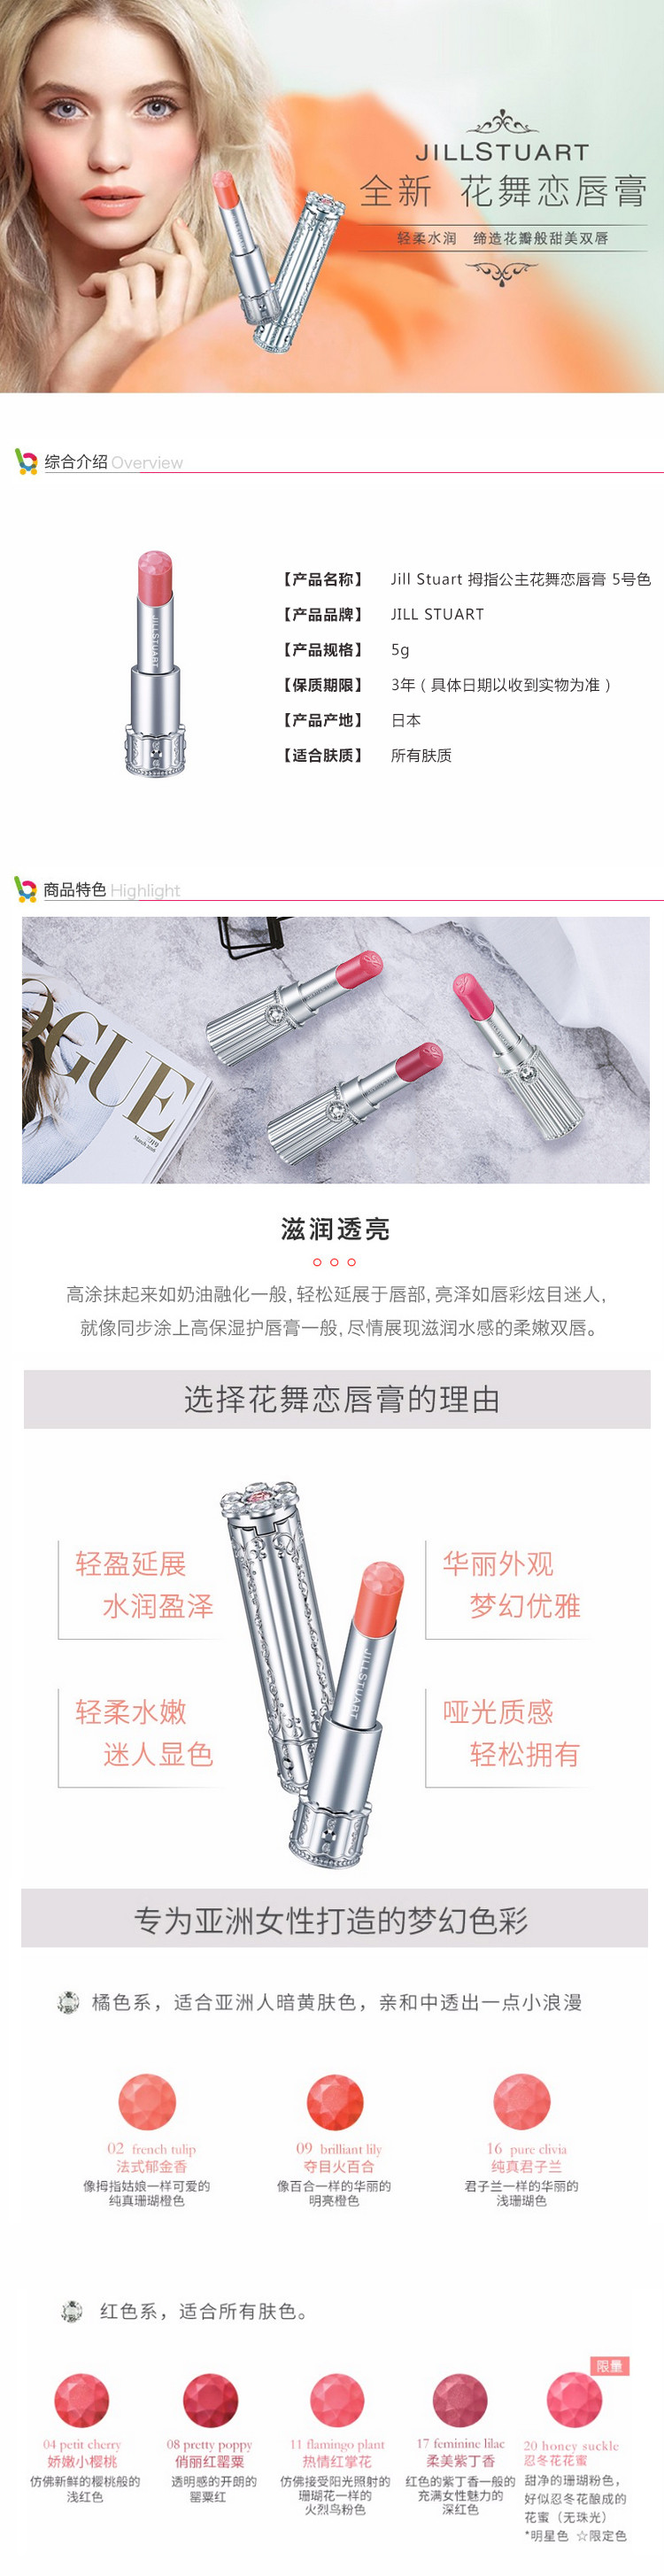 JILLSTUART
全新 花舞恋唇膏
轻柔水润 缔造花瓣般甜美双唇
综合介绍 Overview
【产品名称】 Jill Stuart 拇指公主花舞恋唇膏 5号色
【产品品牌】 JILL STUART
【产品规格】 5g
【保质期限】 3年（具体日期以收到实物为准）
【产品产地】 日本
【适合肤质】 所有肤质
JILLSTUART
商品特色 Highlight
OGUE
滋润透亮
高涂抹起来如奶油融化一般, 轻松延展于唇部, 亮泽如唇彩炫目迷人,
就像同步涂上高保湿护唇膏一般, 尽情展现滋润水感的柔嫩双唇。
选择花舞恋唇膏的理由
轻盈延展
水润盈泽
华丽外观
梦幻优雅
轻柔水嫩
迷人显色
哑光质感
轻松拥有
JILLSTUART
专为亚洲女性打造的梦幻色彩
橘色系，适合亚洲人暗黄肤色，亲和中透出一点小浪漫
02 french tulip
法式郁金香
像拇指姑娘一样可爱的
纯真珊瑚橙色
09 brilliant lily
夺目火百合
像百合一样的华丽的
明亮橙色
16 pure clivia
纯真君子兰
君子兰一样的华丽的
浅珊瑚色
红色系，适合所有肤色。
限量
04 petit cherry
娇嫩小樱桃
仿佛新鲜的樱桃般的
浅红色
08 pretty poppy
俏丽红罂粟
透明感的开朗的
罂粟红
11 flamingo plant
热情红掌花
仿佛接受阳光照射的
珊瑚花一样的
火烈鸟粉色
17 feminine lilac
柔美紫丁香
红色的紫丁香一般的
充满女性魅力的
深红色
20 honey suckle
忍冬花花蜜
甜净的珊瑚粉色，
好似忍冬花酿成的
花蜜（无珠光）
*明星色 ☆限定色